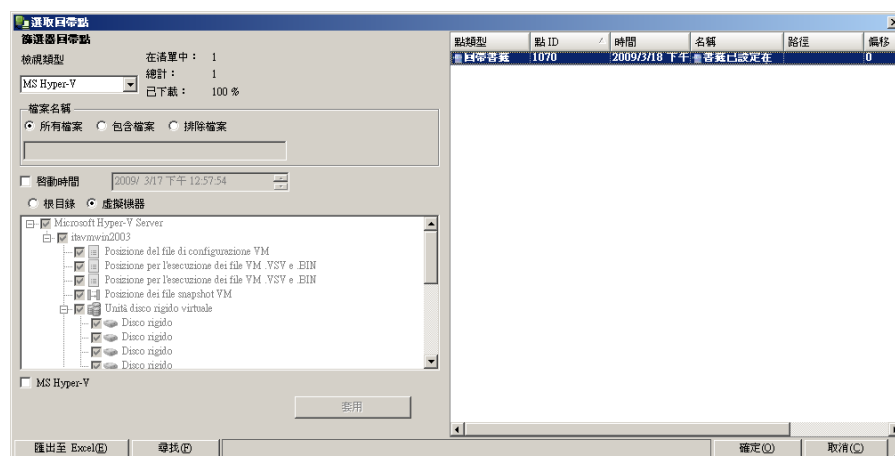 選取回帶點
篩選器回帶點
檢視類型
MS Hyper-V
在清單中： 1
總計： 1
已下載： 100 %
檔案名稱
所有檔案 包含檔案 排除檔案
啟動時間 2009/ 3/17 下午 12:57:54
根目錄 虛擬機器
Microsoft Hyper-V Server
itavmwin2003
Posizione del file di configurazione VM
Posizione per l'esecuzione dei file VM .VSV e .BIN
Posizione per l'esecuzione dei file VM .VSV e .BIN
Posizione dei file snapshot VM
Unità disco rigido virtuale
Disco rigido
Disco rigido
Disco rigido
Disco rigido
MS Hyper-V
套用
點類型 點 ID 時間 名稱 路徑 偏移
回帶書籤 1070 2009/3/18 下午 書籤已設定在 0
匯出至 Excel(E) 尋找(F) 確定(O) 取消(C)